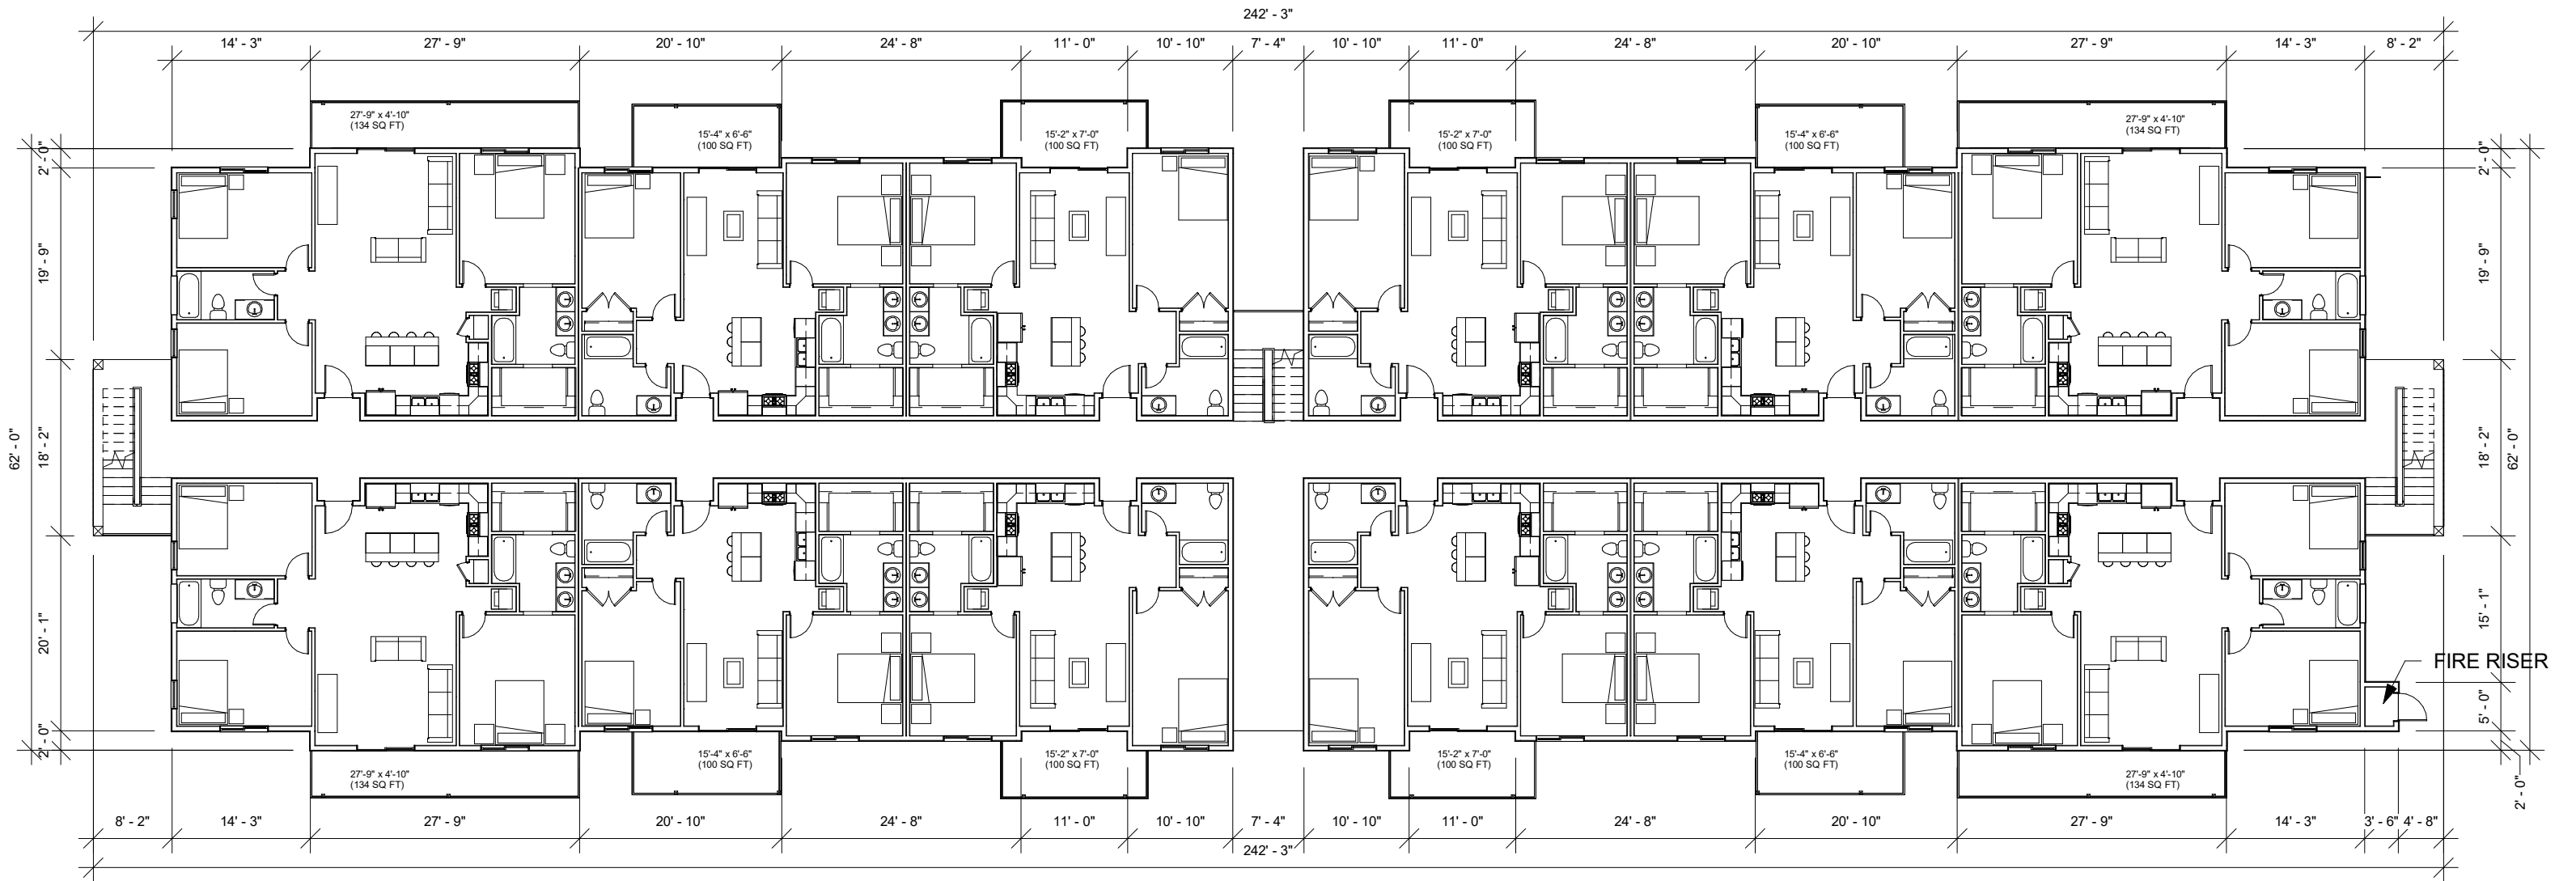 242' - 3"
14' - 3" 27' - 9" 20' - 10" 24' - 8" 11' - 0" 10' - 10" 7' - 4" 10' - 10" 11' - 0" 24' - 8" 20' - 10" 27' - 9" 14' - 3" 8' - 2"
27'-9" x 4'-10"
(134 SQ FT)
15'-4" x 6'-6"
(100 SQ FT)
15'-2" x 7'-0"
(100 SQ FT)
15'-2" x 7'-0"
(100 SQ FT)
15'-4" x 6'-6"
(100 SQ FT)
27'-9" x 4'-10"
(134 SQ FT)
2' - 0"
19' - 9"
18' - 2"
62' - 0"
20' - 1"
2' - 0"
2' - 0"
19' - 9"
18' - 2"
62' - 0"
15' - 1"
FIRE RISER
5' - 0"
2' - 0"
27'-9" x 4'-10"
(134 SQ FT)
15'-4" x 6'-6"
(100 SQ FT)
15'-2" x 7'-0"
(100 SQ FT)
15'-2" x 7'-0"
(100 SQ FT)
15'-4" x 6'-6"
(100 SQ FT)
27'-9" x 4'-10"
(134 SQ FT)
8' - 2" 14' - 3" 27' - 9" 20' - 10" 24' - 8" 11' - 0" 10' - 10" 7' - 4" 10' - 10" 11' - 0" 24' - 8" 20' - 10" 27' - 9" 14' - 3" 3' - 6" 4' - 8"
242' - 3"